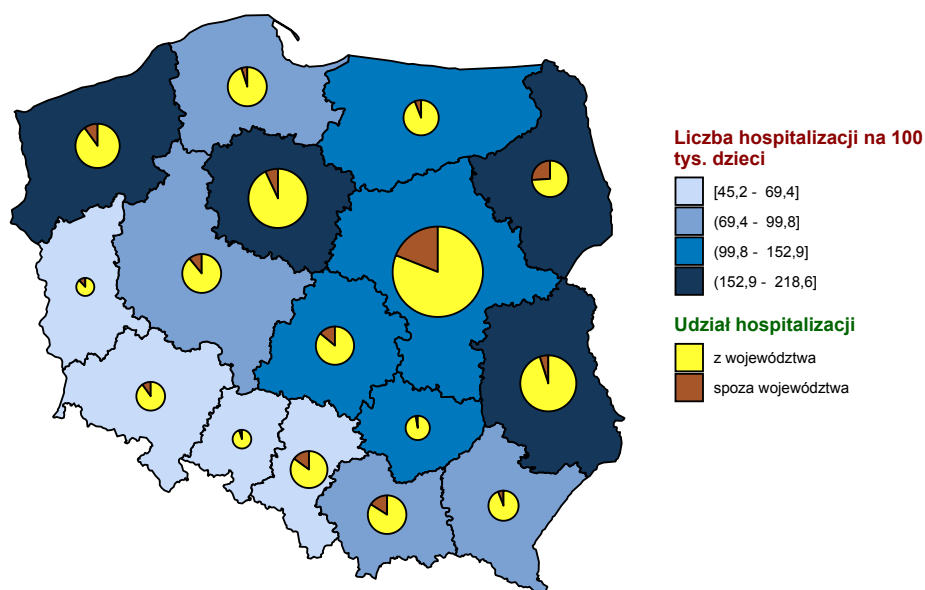 Liczba hospitalizacji na 100
tys. dzieci
[45,2 - 69,4]
(69,4 - 99,8]
(99,8 - 152,9]
(152,9 - 218,6]
Udział hospitalizacji
z województwa
spoza województwa